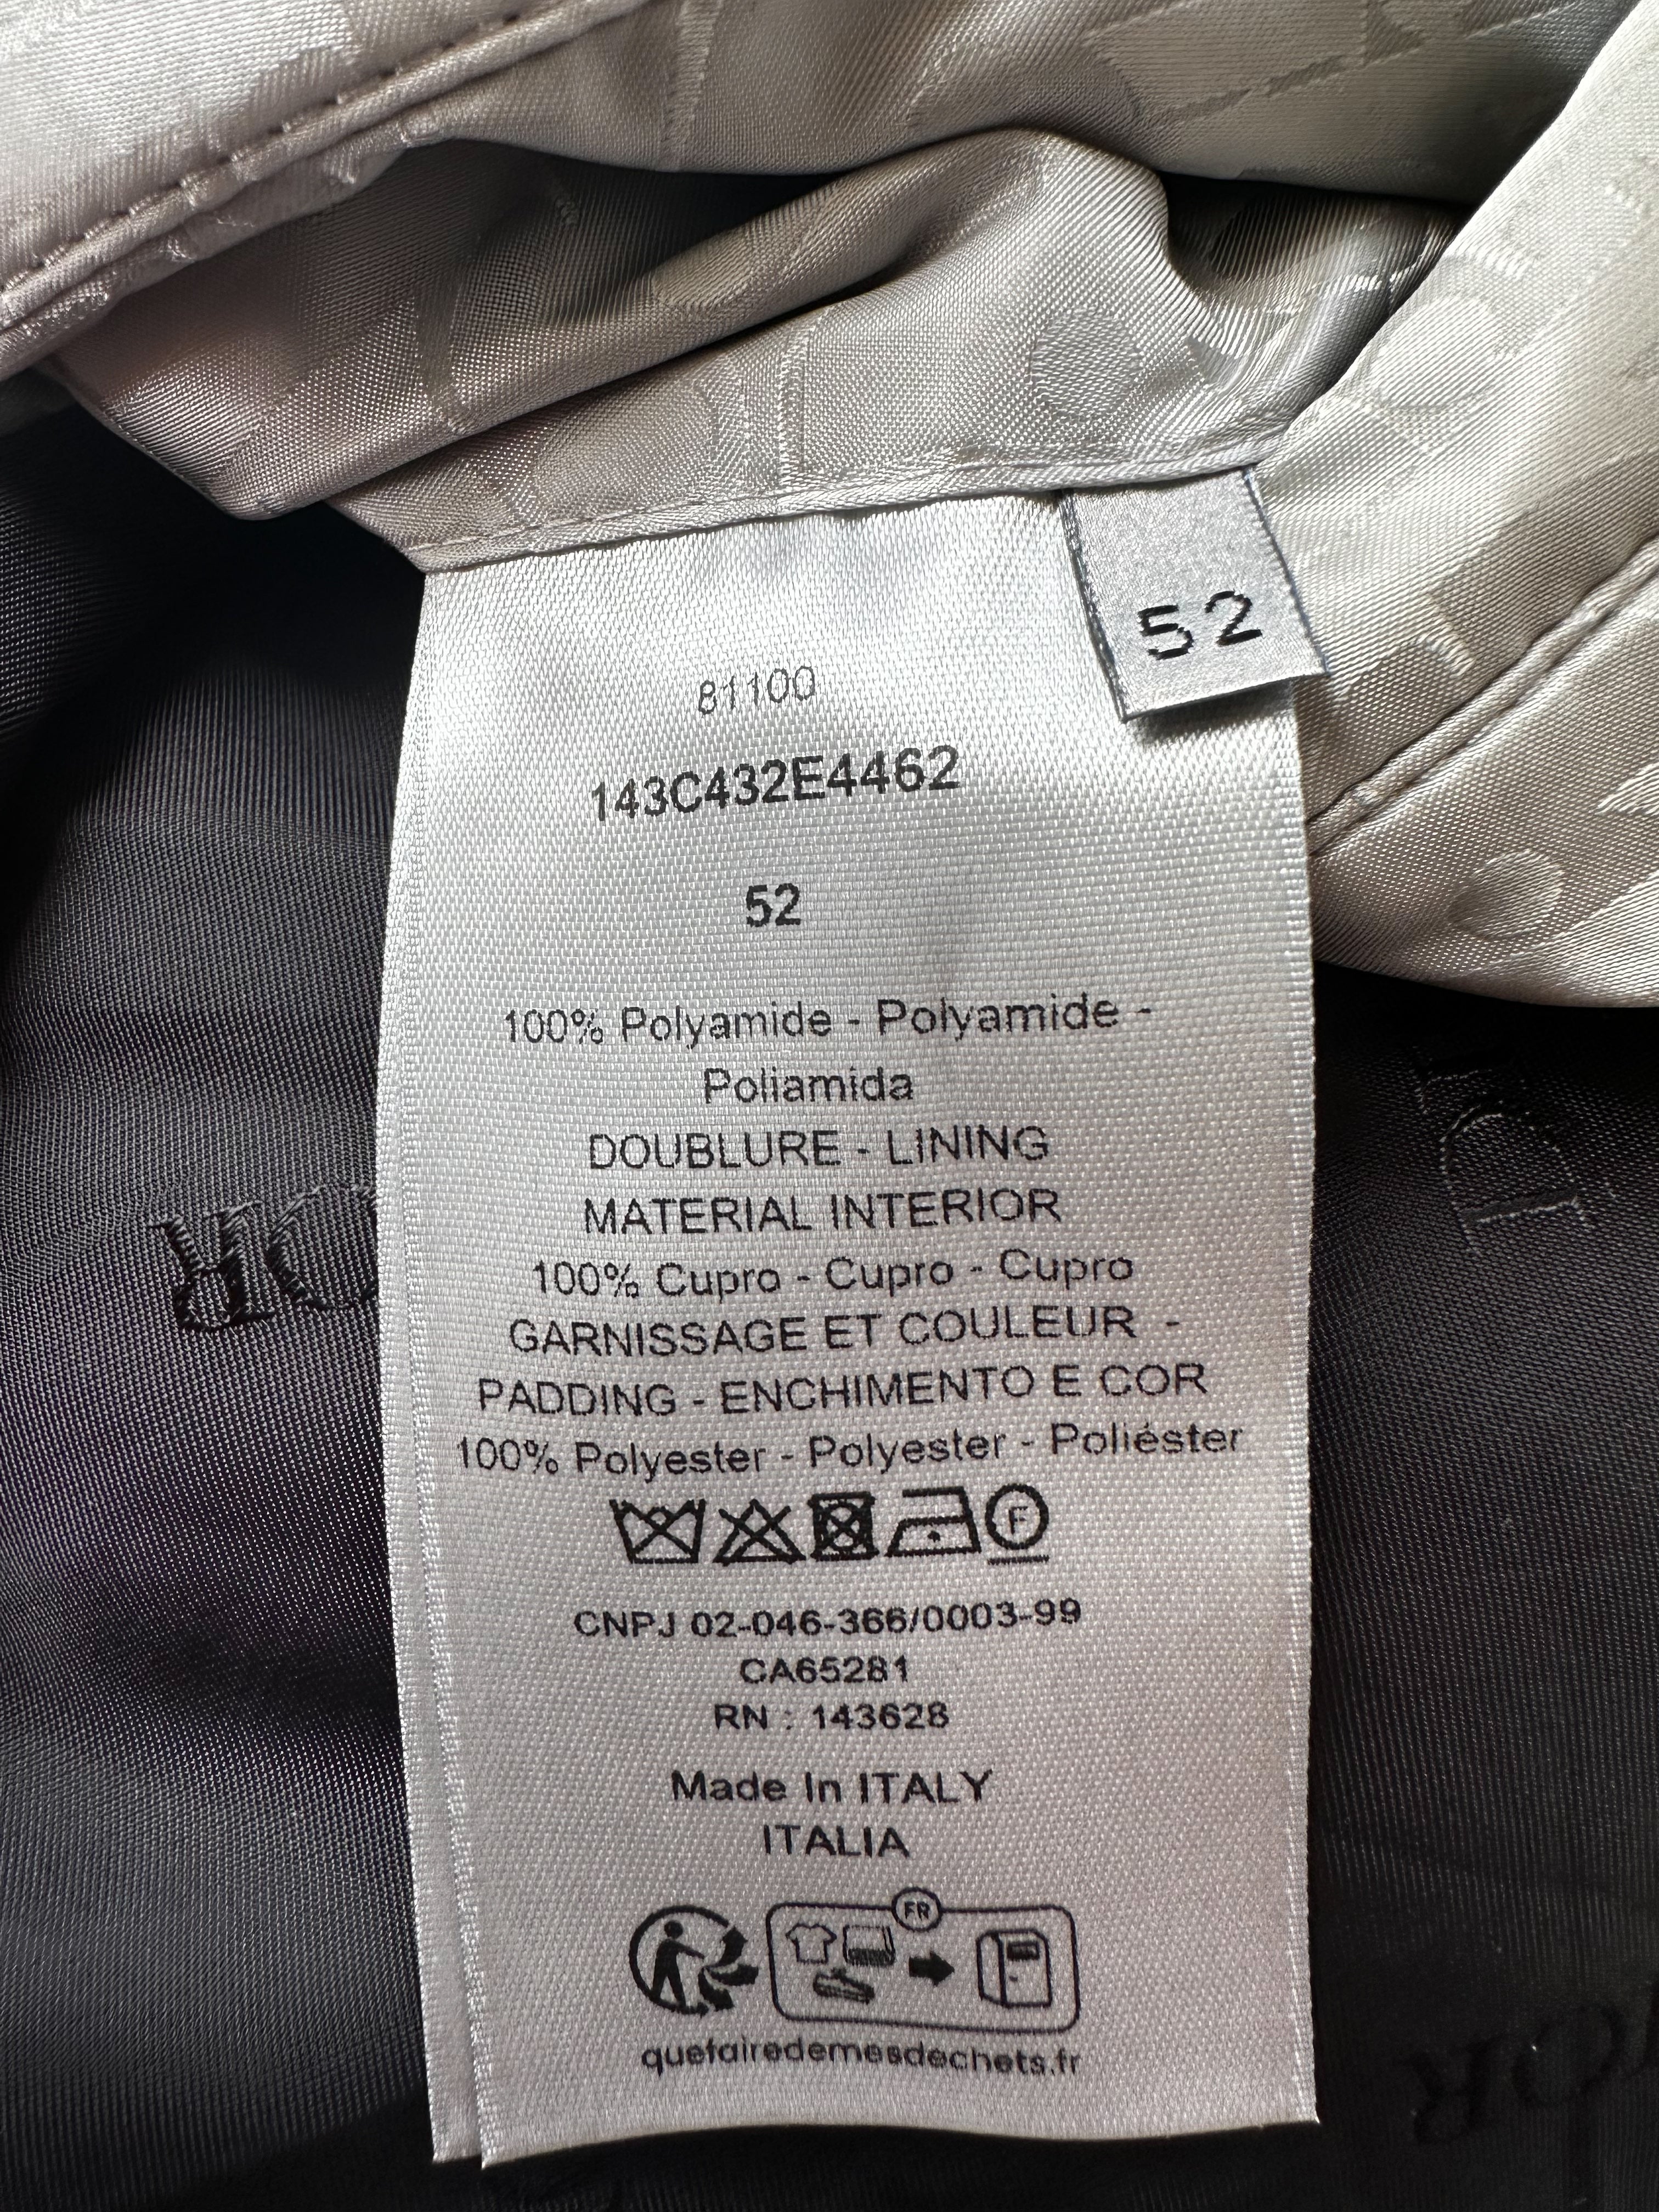 52
81100
143C432E4462
52
100% Polyamide - Polyamide -
Poliamida
DOUBLURE - LINING
MATERIAL INTERIOR
100% Cupro - Cupro - Cupro
GARNISSAGE ET COULEUR -
PADDING - ENCHIMENTO E COR
100% Polyester - Polyester - Poliéster
F
CNPJ 02-046-366/0003-99
CA65281
RN : 143628
Made In ITALY
ITALIA
FR
quefairedemesdechets.fr